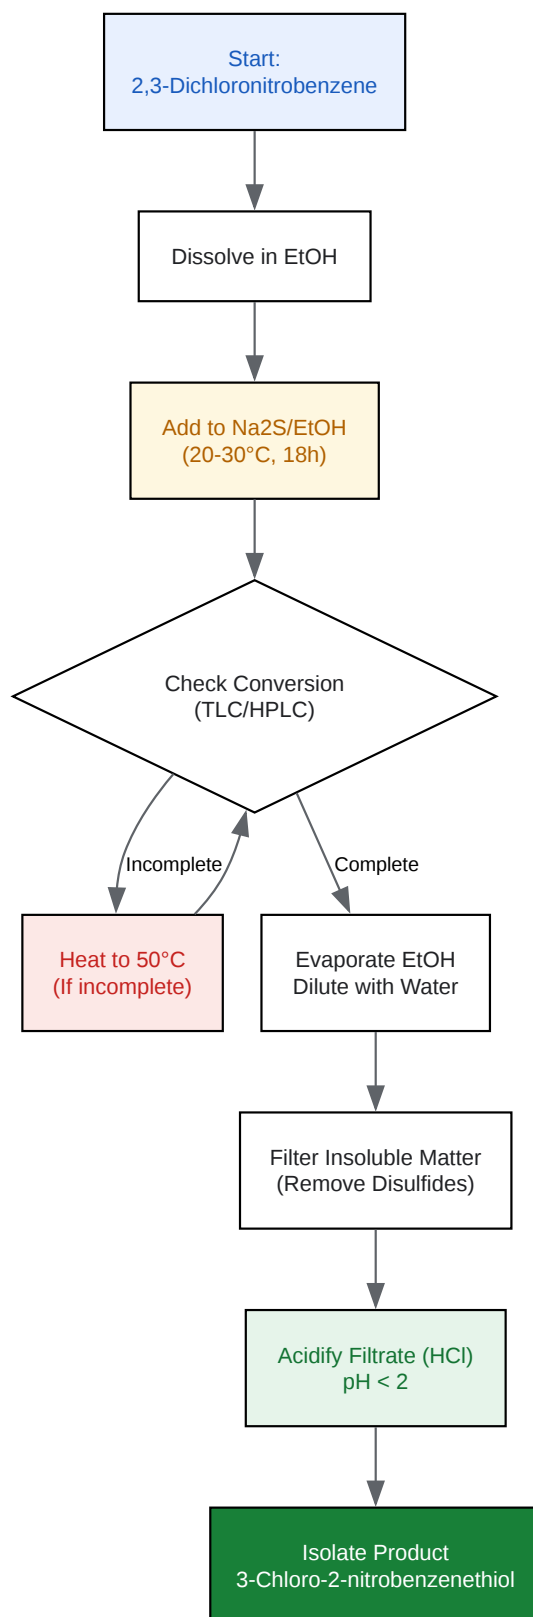 Start:
2,3-Dichloronitrobenzene
Dissolve in EtOH
Add to Na2S/EtOH
(20-30°C, 18h)
Check Conversion
(TLC/HPLC)
Incomplete
Complete
Heat to 50°C
(If incomplete)
Evaporate EtOH
Dilute with Water
Filter Insoluble Matter
(Remove Disulfides)
Acidify Filtrate (HCl)
pH < 2
Isolate Product
3-Chloro-2-nitrobenzenethiol